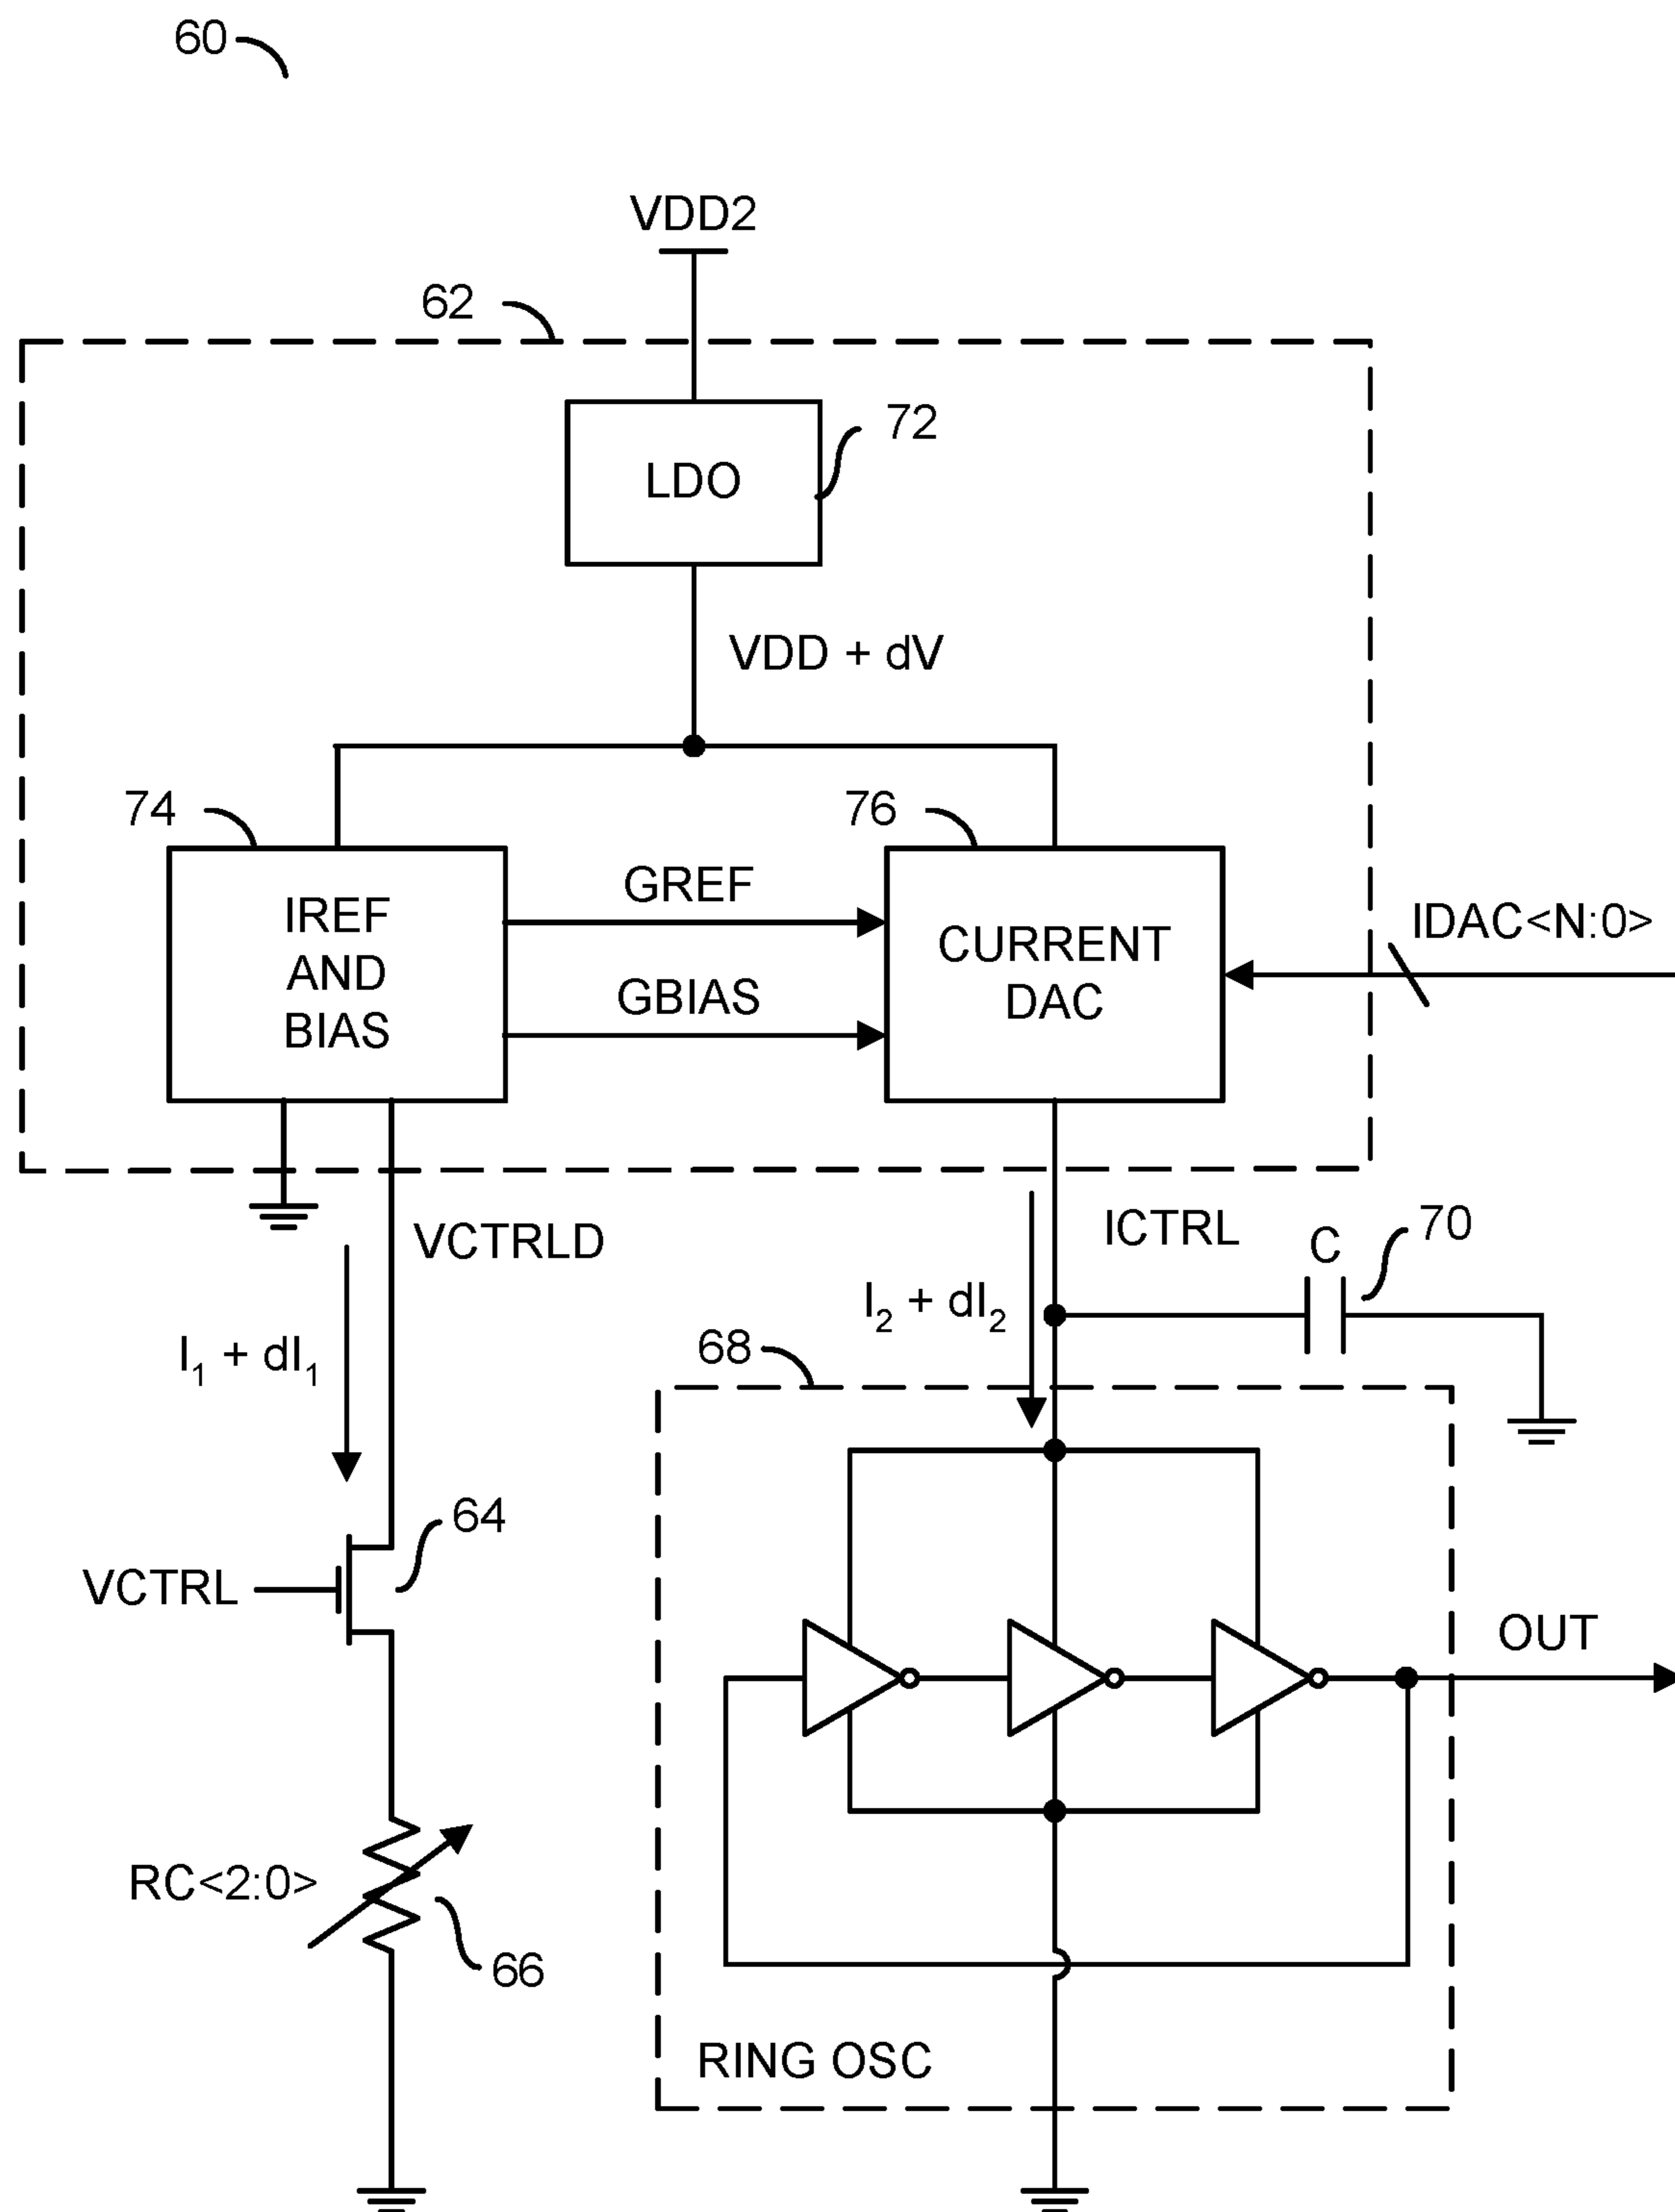 60
VDD2
62
72
LDO
VDD + dV
74
76
GREF
IREF
AND
BIAS
GBIAS
CURRENT
DAC
IDAC<N:0>
VCTRLD
ICTRL
C
70
I₁ + dI₁
I₂ + dI₂
68
64
VCTRL
OUT
RC<2:0>
66
RING OSC